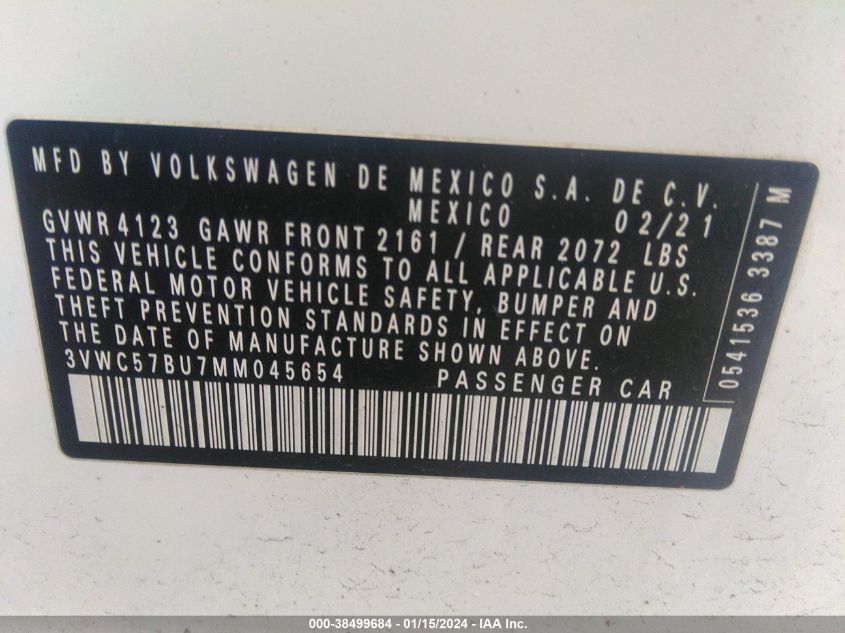 MFD BY VOLKSWAGEN DE MEXICO S.A. DE C.V.
MEXICO 02/21
GVWR 4123 GAWR FRONT 2161 / REAR 2072 LBS
THIS VEHICLE CONFORMS TO ALL APPLICABLE U.S.
FEDERAL MOTOR VEHICLE SAFETY, BUMPER AND
THEFT PREVENTION STANDARDS IN EFFECT ON
THE DATE OF MANUFACTURE SHOWN ABOVE.
3VWC57BU7MM045654 PASSENGER CAR
0541536 3387 M
000-38499684 - 01/15/2024 - IAA Inc.